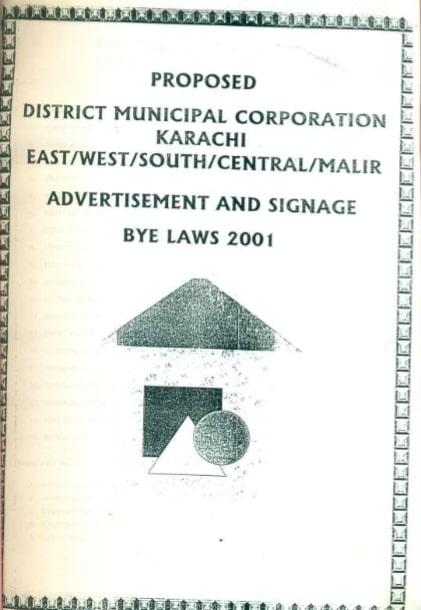 PROPOSED
DISTRICT MUNICIPAL CORPORATION
KARACHI
EAST/WEST/SOUTH/CENTRAL/MALIR
ADVERTISEMENT AND SIGNAGE
BYE LAWS 2001